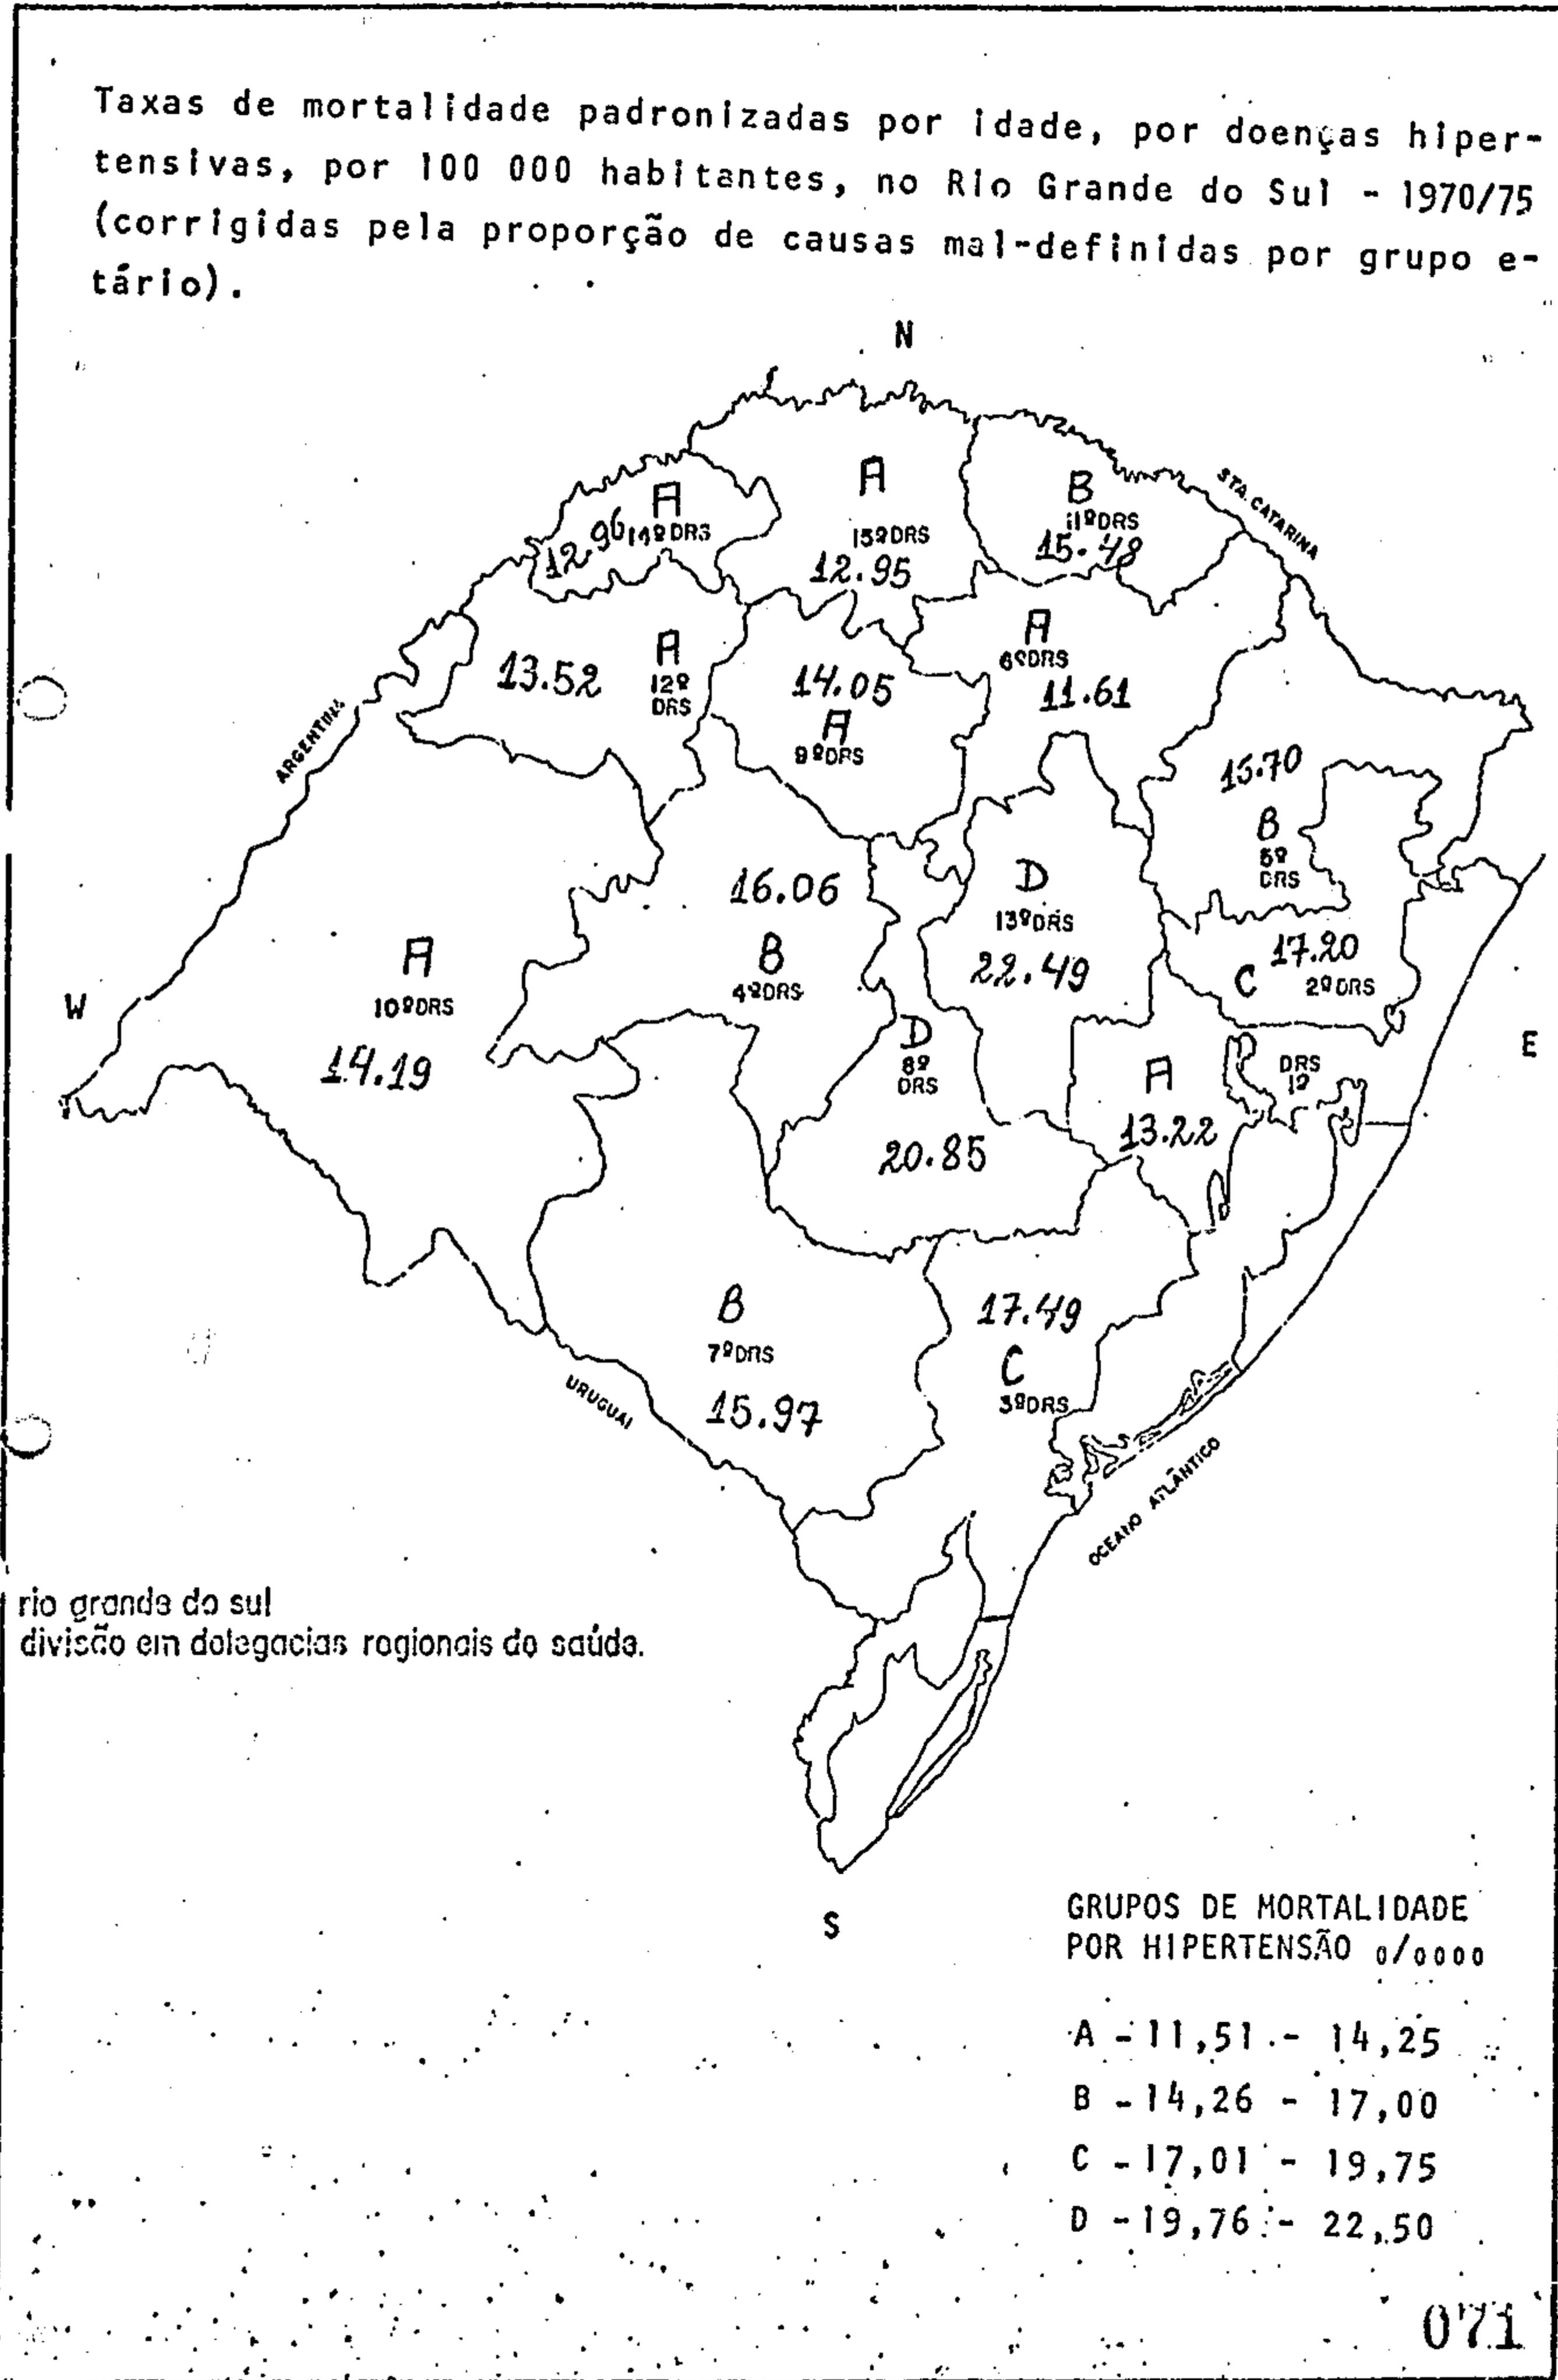 Taxas de mortalidade padronizadas por idade, por doenças hiper-
tensivas, por 100 000 habitantes, no Rio Grande do Sul - 1970/75
(corrigidas pela proporção de causas mal-definidas por grupo e-
tário).
N
STA. CATARINA
A
14º DRS
12.96
A
15º DRS
12.95
B
11º DRS
15.48
13.52
A
12º
DRS
14.05
A
9º DRS
A
6º DRS
11.61
ARGENTINA
15.70
B
5º
DRS
16.06
B
4º DRS
D
13º DRS
22.49
17.20
C
2º DRS
W
A
10º DRS
14.19
D
8º
DRS
20.85
A
13.22
DRS
1º
E
B
7º DRS
15.97
17.49
C
3º DRS
URUGUAI
OCEANO ATLÂNTICO
rio grande do sul
divisão em delegacias regionais de saúde.
S
GRUPOS DE MORTALIDADE
POR HIPERTENSÃO o/oooo
A - 11,51 - 14,25
B - 14,26 - 17,00
C - 17,01 - 19,75
D - 19,76 - 22,50
071